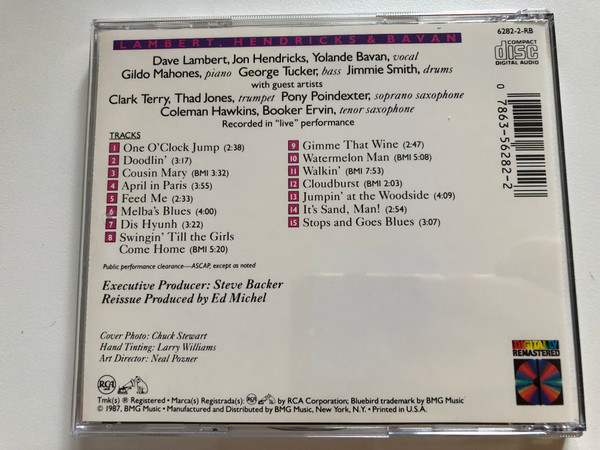 LAMBERT, HENDRICKS & BAVAN
6282-2-RB
COMPACT
disc
DIGITAL AUDIO
Dave Lambert, Jon Hendricks, Yolande Bavan, vocal
Gildo Mahones, piano George Tucker, bass Jimmie Smith, drums
with guest artists
Clark Terry, Thad Jones, trumpet Pony Poindexter, soprano saxophone
Coleman Hawkins, Booker Ervin, tenor saxophone
Recorded in "live" performance
0 7863-56282-2
TRACKS
1 One O'Clock Jump (2:38)
2 Doodlin' (3:17)
3 Cousin Mary (BMI 3:32)
4 April in Paris (3:55)
5 Feed Me (2:33)
6 Melba's Blues (4:00)
7 Dis Hyunh (3:22)
8 Swingin' Till the Girls
Come Home (BMI 5:20)
9 Gimme That Wine (2:47)
10 Watermelon Man (BMI 5:08)
11 Walkin' (BMI 7:53)
12 Cloudburst (BMI 2:03)
13 Jumpin' at the Woodside (4:09)
14 It's Sand, Man! (2:54)
15 Stops and Goes Blues (3:07)
Public performance clearance—ASCAP, except as noted
Executive Producer: Steve Backer
Reissue Produced by Ed Michel
Cover Photo: Chuck Stewart
Hand Tinting: Larry Williams
Art Director: Neal Pozner
DIGITALLY
REMASTERED
RCA
Tmk(s) ® Registered • Marca(s) Registrada(s): RCA by RCA Corporation; Bluebird trademark by BMG Music
© 1987, BMG Music • Manufactured and Distributed by BMG Music, New York, N.Y. • Printed in U.S.A.